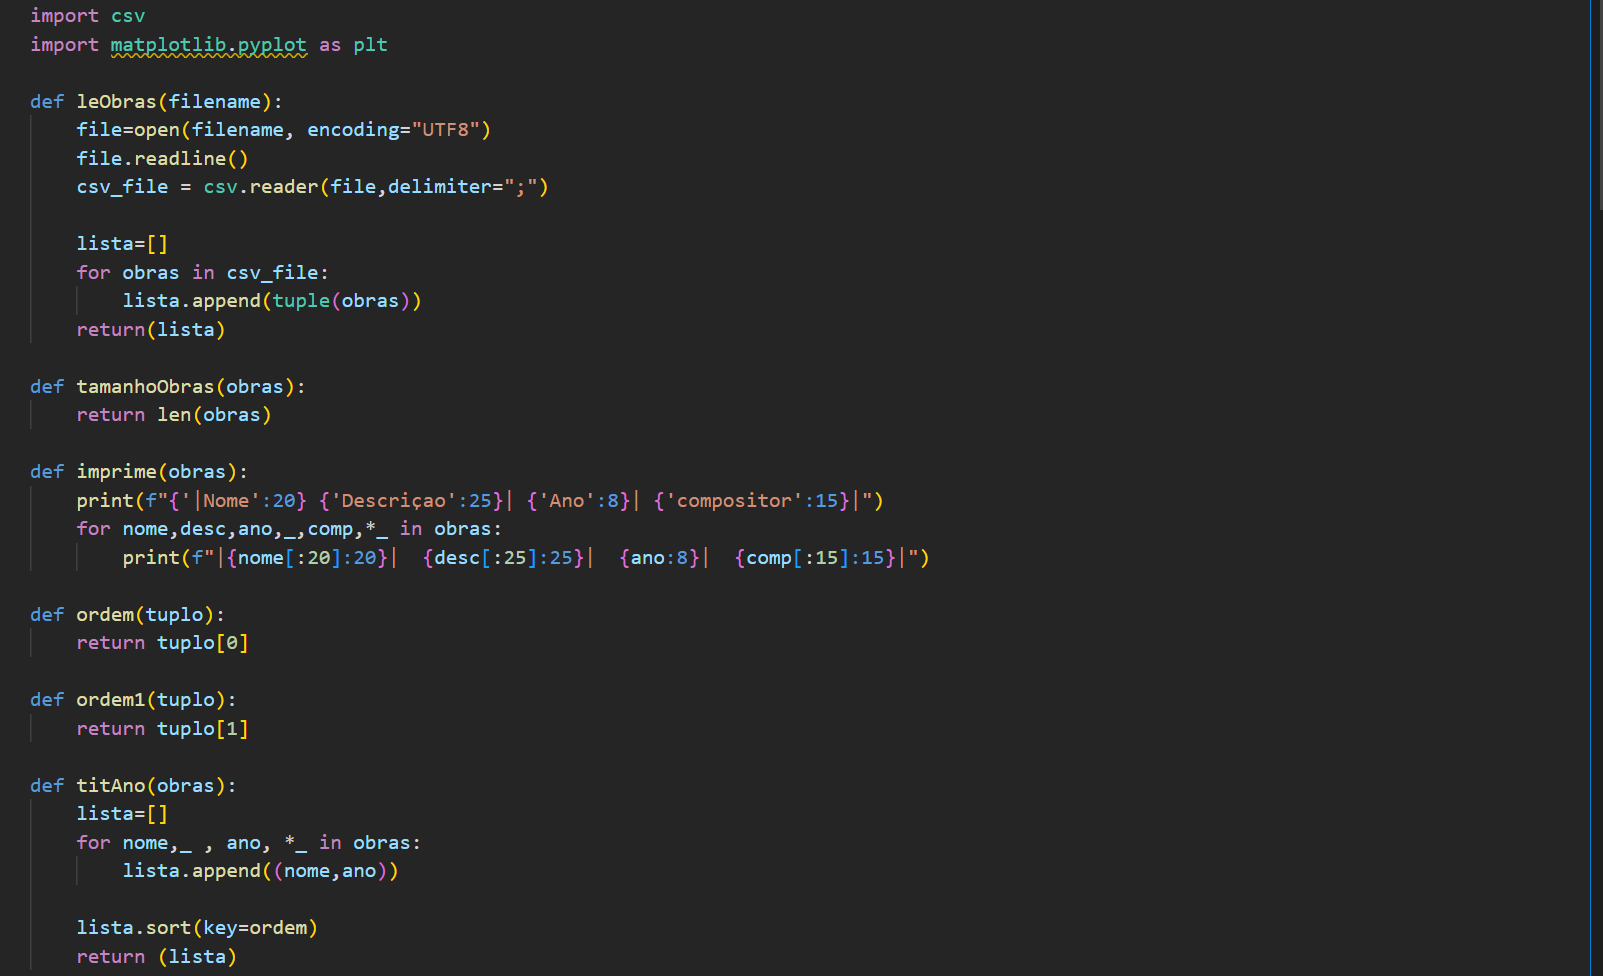 import csv
import matplotlib.pyplot as plt
def leObras(filename):
    file=open(filename, encoding="UTF8")
    file.readline()
    csv_file = csv.reader(file,delimiter=";")
    lista=[]
    for obras in csv_file:
        lista.append(tuple(obras))
    return(lista)
def tamanhoObras(obras):
    return len(obras)
def imprime(obras):
    print(f"{'|Nome':20} {'Descriçao':25}| {'Ano':8}| {'compositor':15}|")
    for nome,desc,ano,_,comp,*_ in obras:
        print(f"|{nome[:20]:20}|  {desc[:25]:25}|  {ano:8}|  {comp[:15]:15}|")
def ordem(tuplo):
    return tuplo[0]
def ordem1(tuplo):
    return tuplo[1]
def titAno(obras):
    lista=[]
    for nome,_ , ano, *_ in obras:
        lista.append((nome,ano))
    lista.sort(key=ordem)
    return (lista)